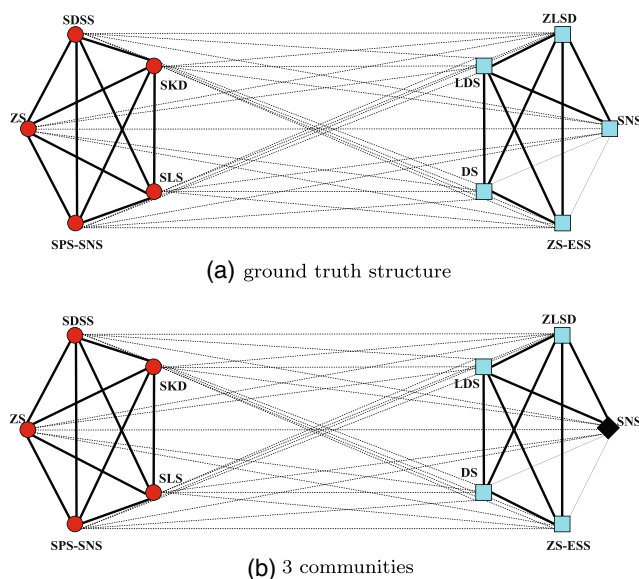 SDSS
ZLSD
SKD
LDS
ZS
SNS
SLS
DS
SPS-SNS
ZS-ESS
(a) ground truth structure
SDSS
ZLSD
SKD
LDS
ZS
SNS
SLS
DS
SPS-SNS
ZS-ESS
(b) 3 communities